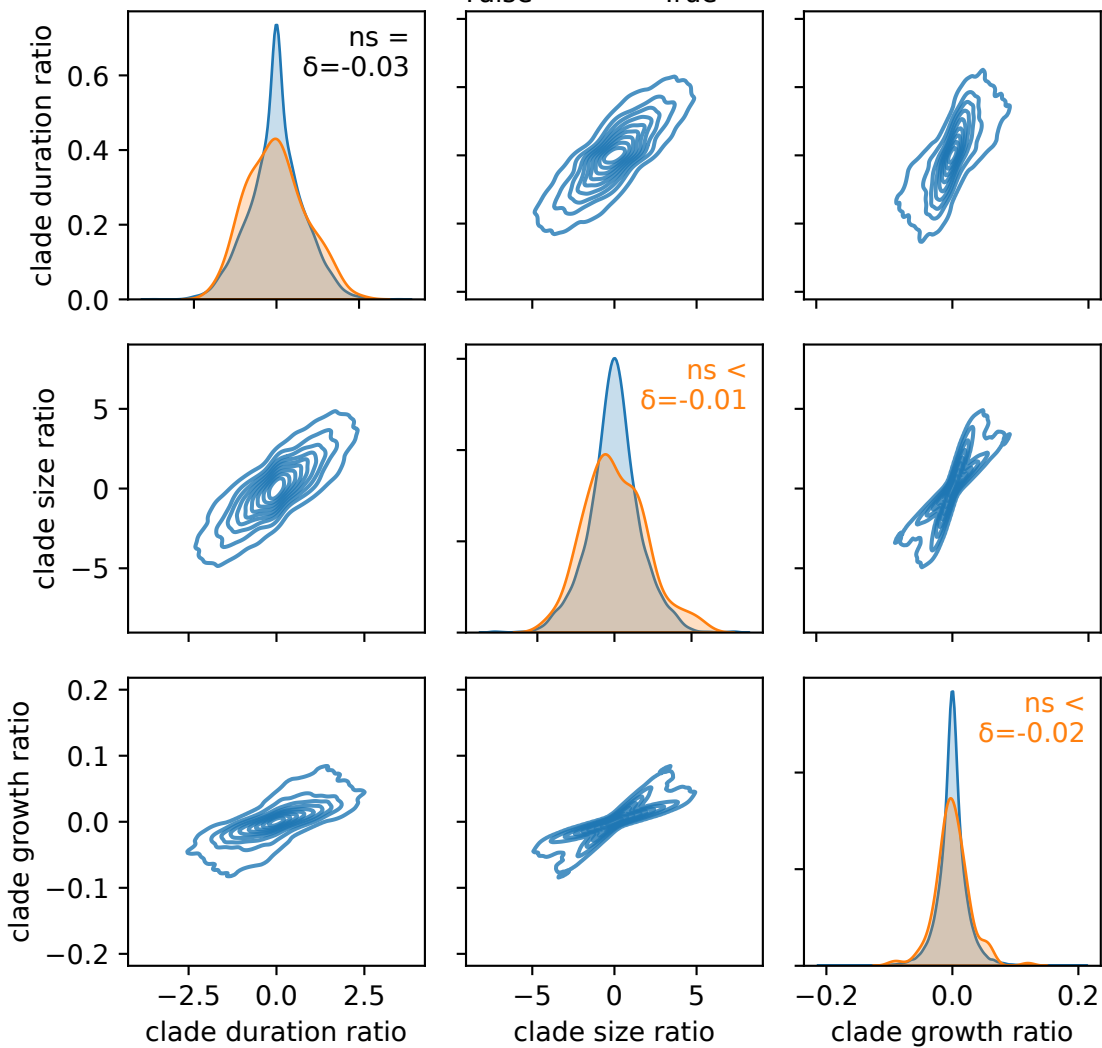 clade duration ratio
0.6
0.4
0.2
0.0
ns =
δ=-0.03
clade size ratio
5
0
−5
ns <
δ=-0.01
clade growth ratio
0.2
0.1
0.0
−0.1
−0.2
ns <
δ=-0.02
−2.5 0.0 2.5
−5 0 5
−0.2 0.0 0.2
clade duration ratio
clade size ratio
clade growth ratio